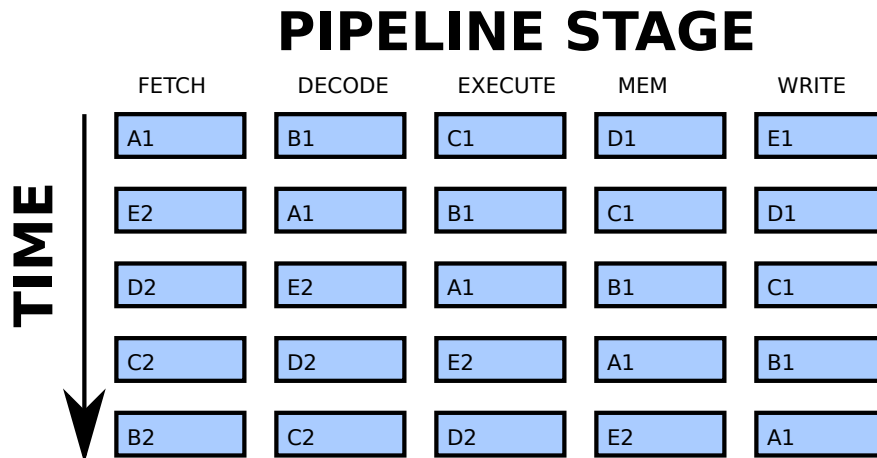 PIPELINE STAGE
FETCH DECODE EXECUTE MEM WRITE
TIME
A1 B1 C1 D1 E1
E2 A1 B1 C1 D1
D2 E2 A1 B1 C1
C2 D2 E2 A1 B1
B2 C2 D2 E2 A1